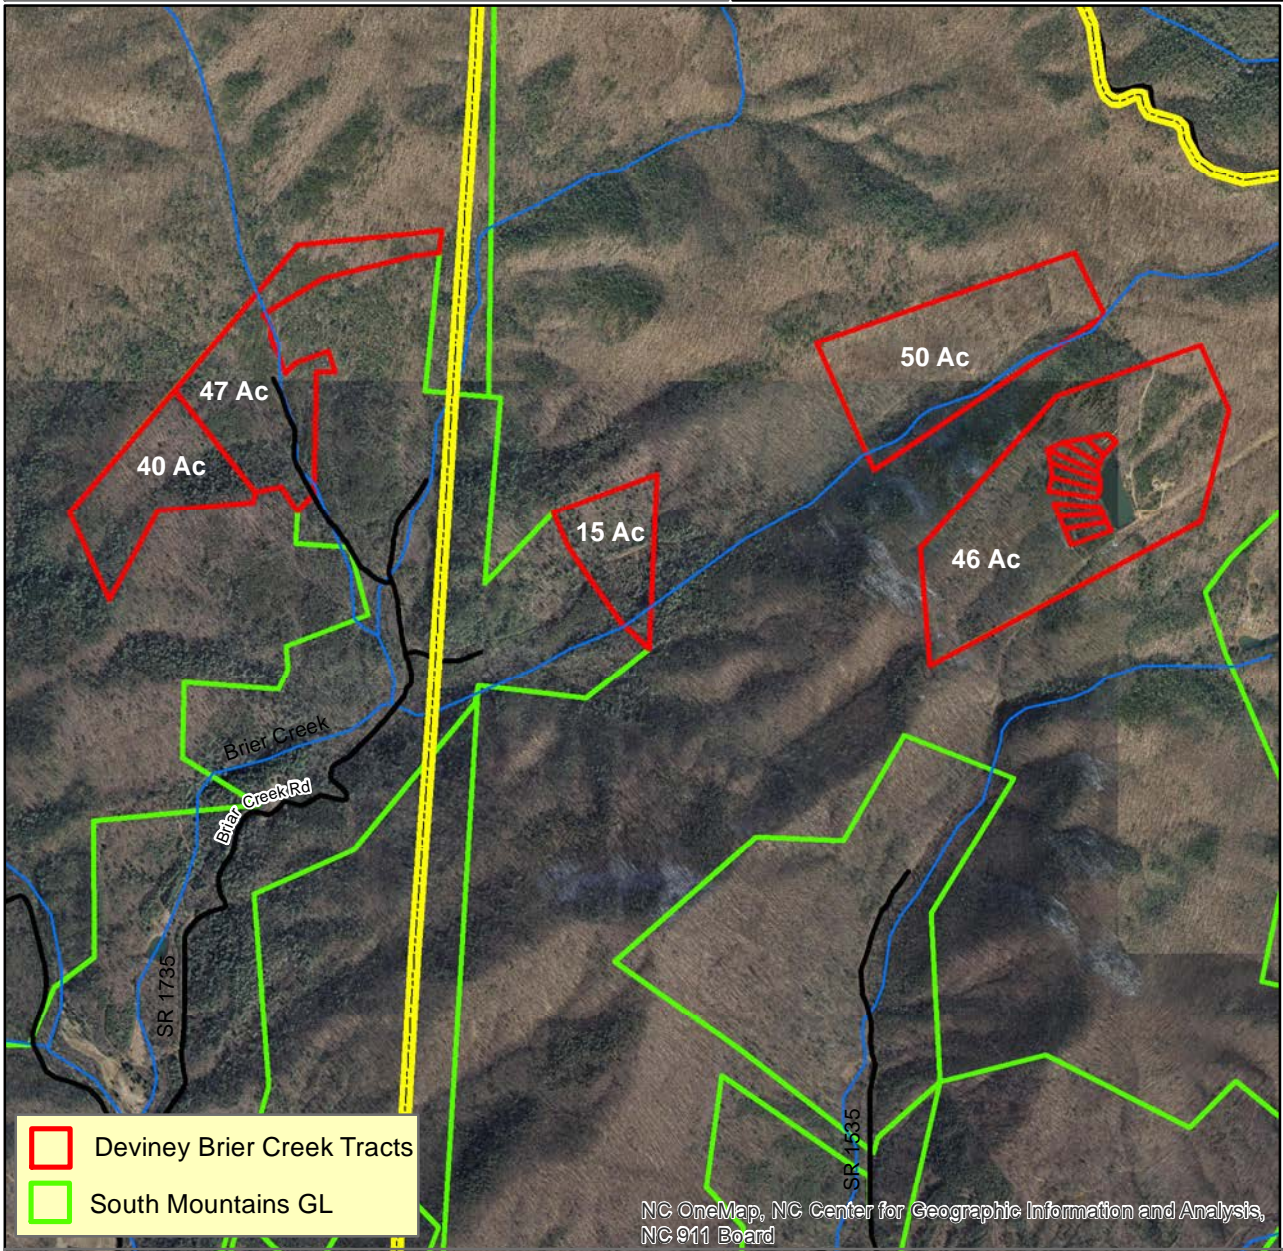 50 Ac
47 Ac
40 Ac
15 Ac
46 Ac
Brier Creek
Briar Creek Rd
SR 1735
SR 1535
Deviney Brier Creek Tracts
South Mountains GL
NC OneMap, NC Center for Geographic Information and Analysis,
NC 911 Board